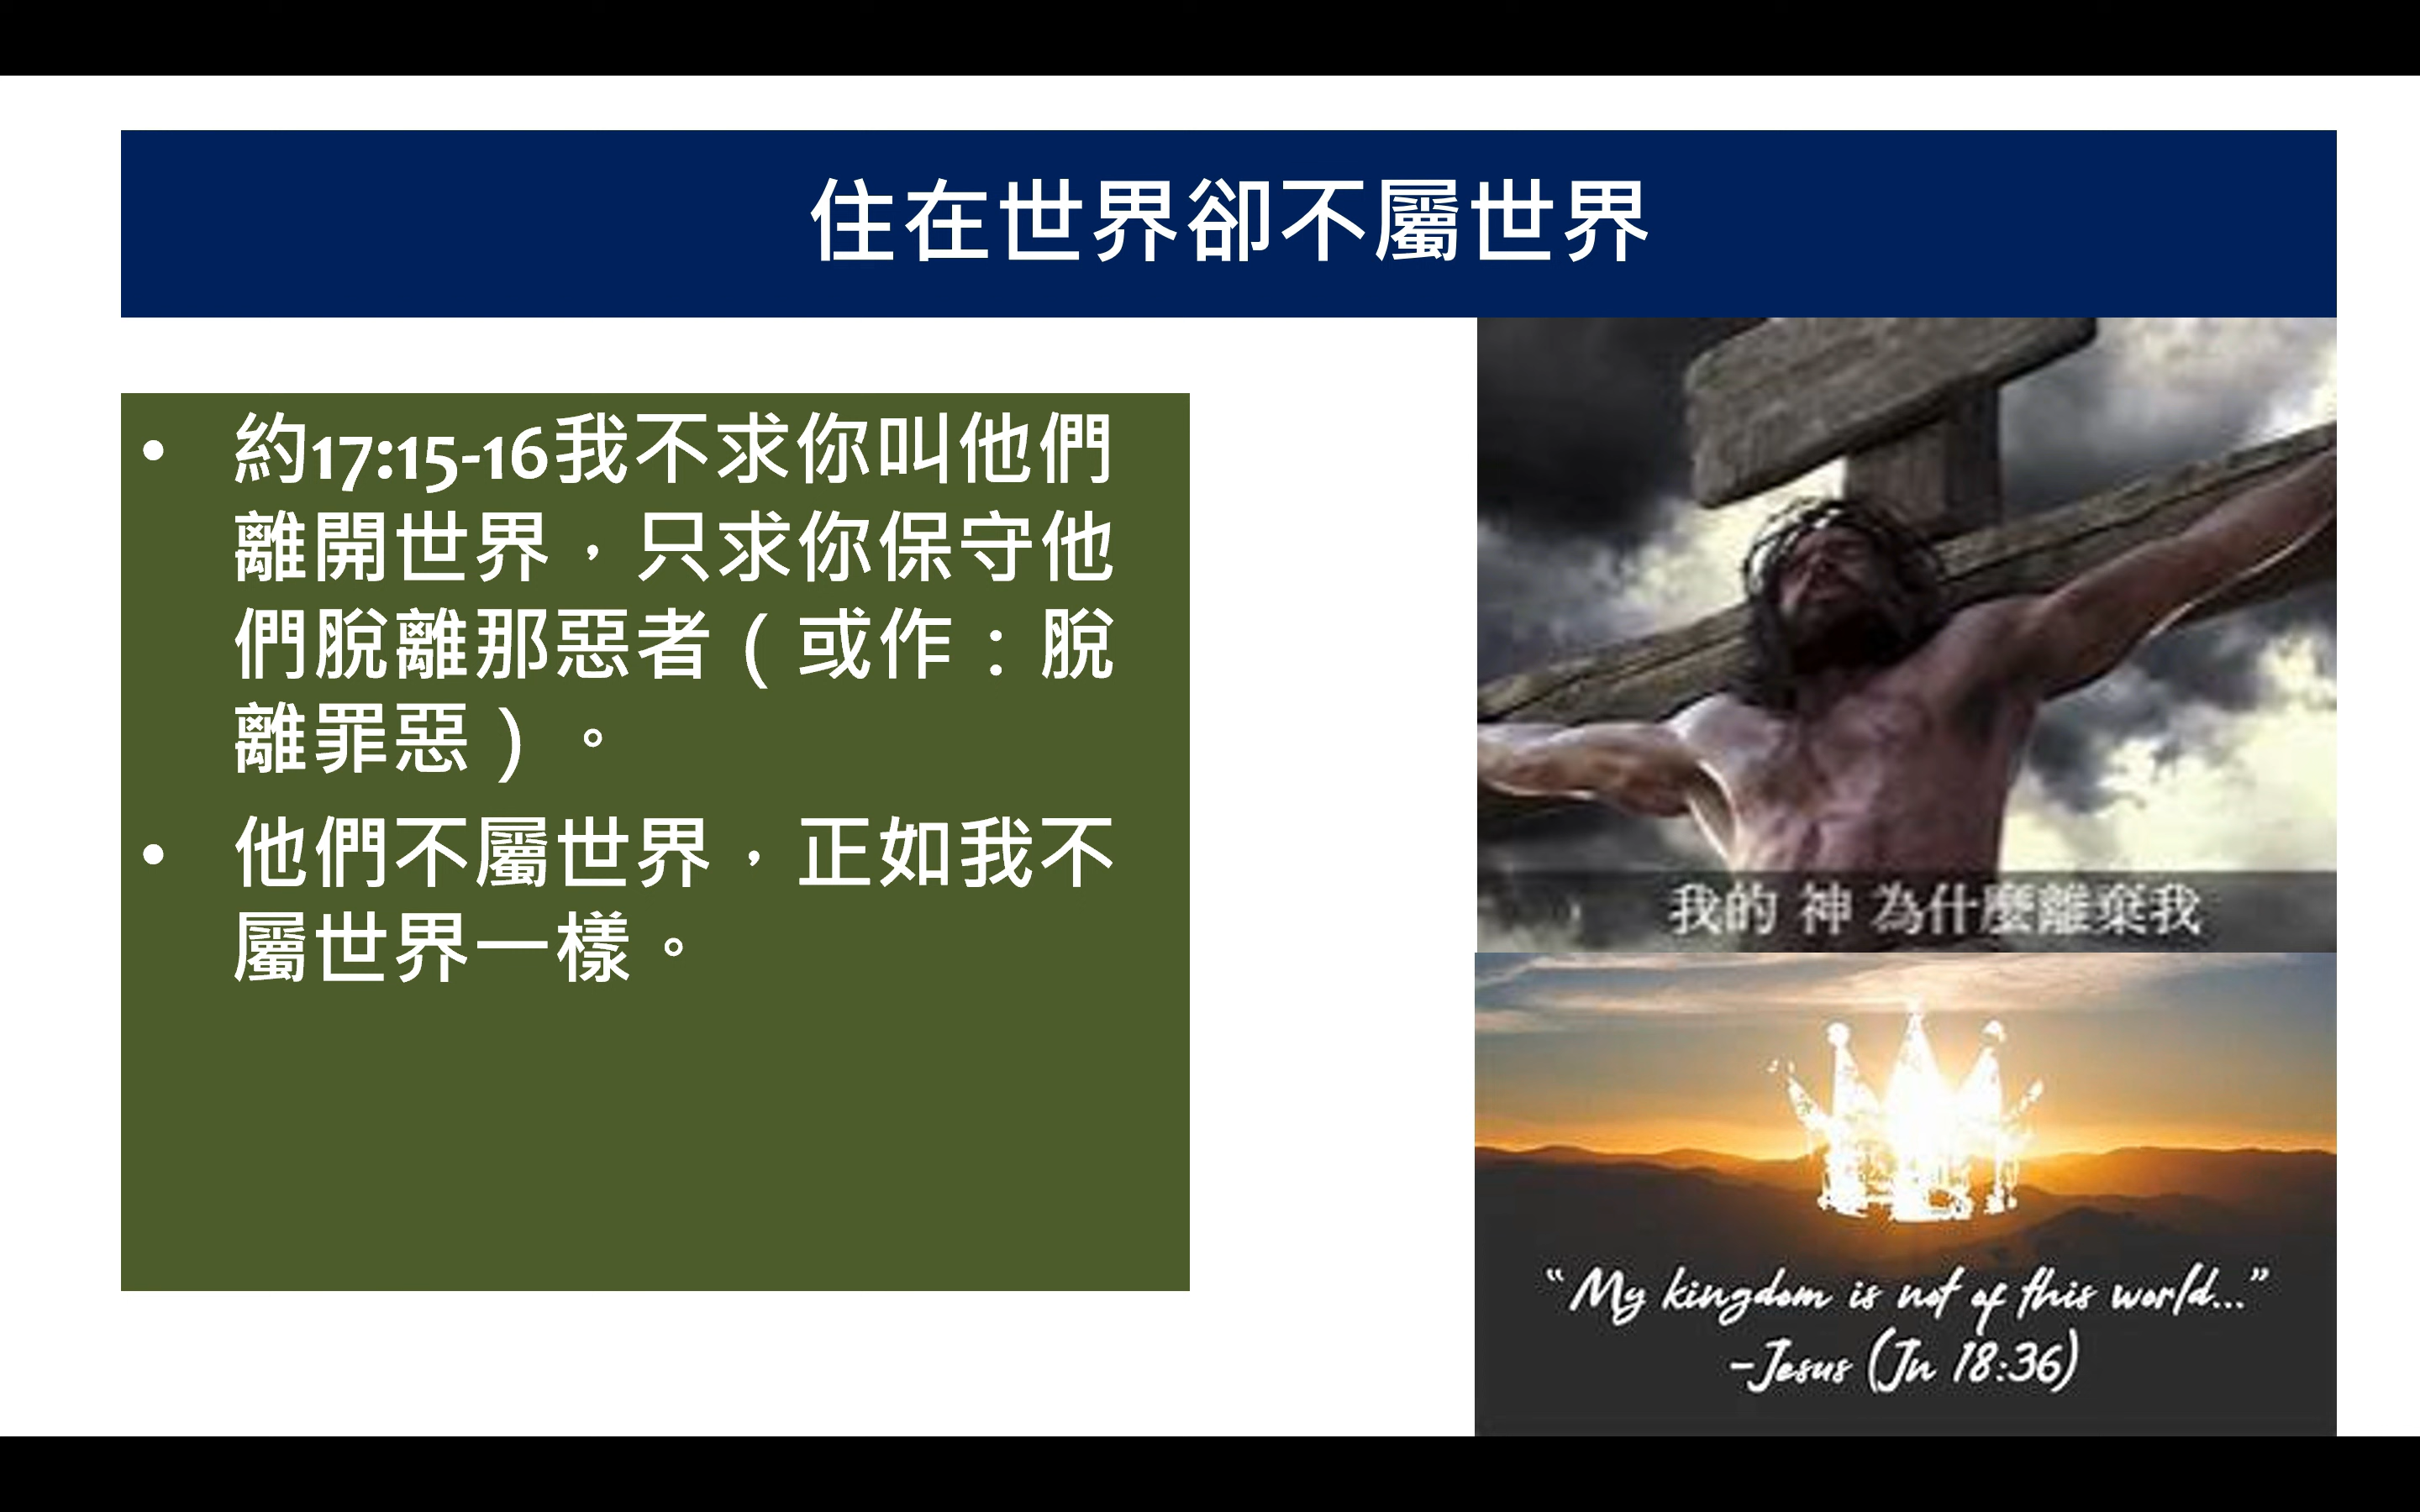 住在世界卻不屬世界
• 約17:15-16我不求你叫他們
離開世界，只求你保守他
們脫離那惡者（或作：脫
離罪惡）。
• 他們不屬世界，正如我不
屬世界一樣。
我的 神 為什麼離棄我
“My kingdom is not of this world...”
-Jesus (Jn 18:36)